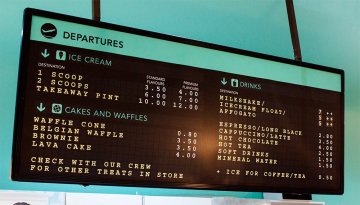 DEPARTURES
ICE CREAM
DESTINATION STANDARD FLAVOURS PREMIUM FLAVOURS
1 SCOOP 3.50 4.00
2 SCOOPS 6.00 7.00
TAKEAWAY PINT 10.00 12.00
CAKES AND WAFFLES
DESTINATION
WAFFLE CONE 0.80
BELGIAN WAFFLE 3.50
BROWNIE 3.50
LAVA CAKE 4.50
CHECK WITH OUR CREW
FOR OTHER TREATS IN STORE
DRINKS
DESTINATION
MILKSHAKE/
ICECREAM FLOAT/
AFFOGATO
ESPRESSO/LONG BLACK
CAPPUCCINO/LATTE
HOT CHOCOLATE
HOT TEA
SOFT DRINKS
MINERAL WATER
+ ICE FOR COFFEE/TEA